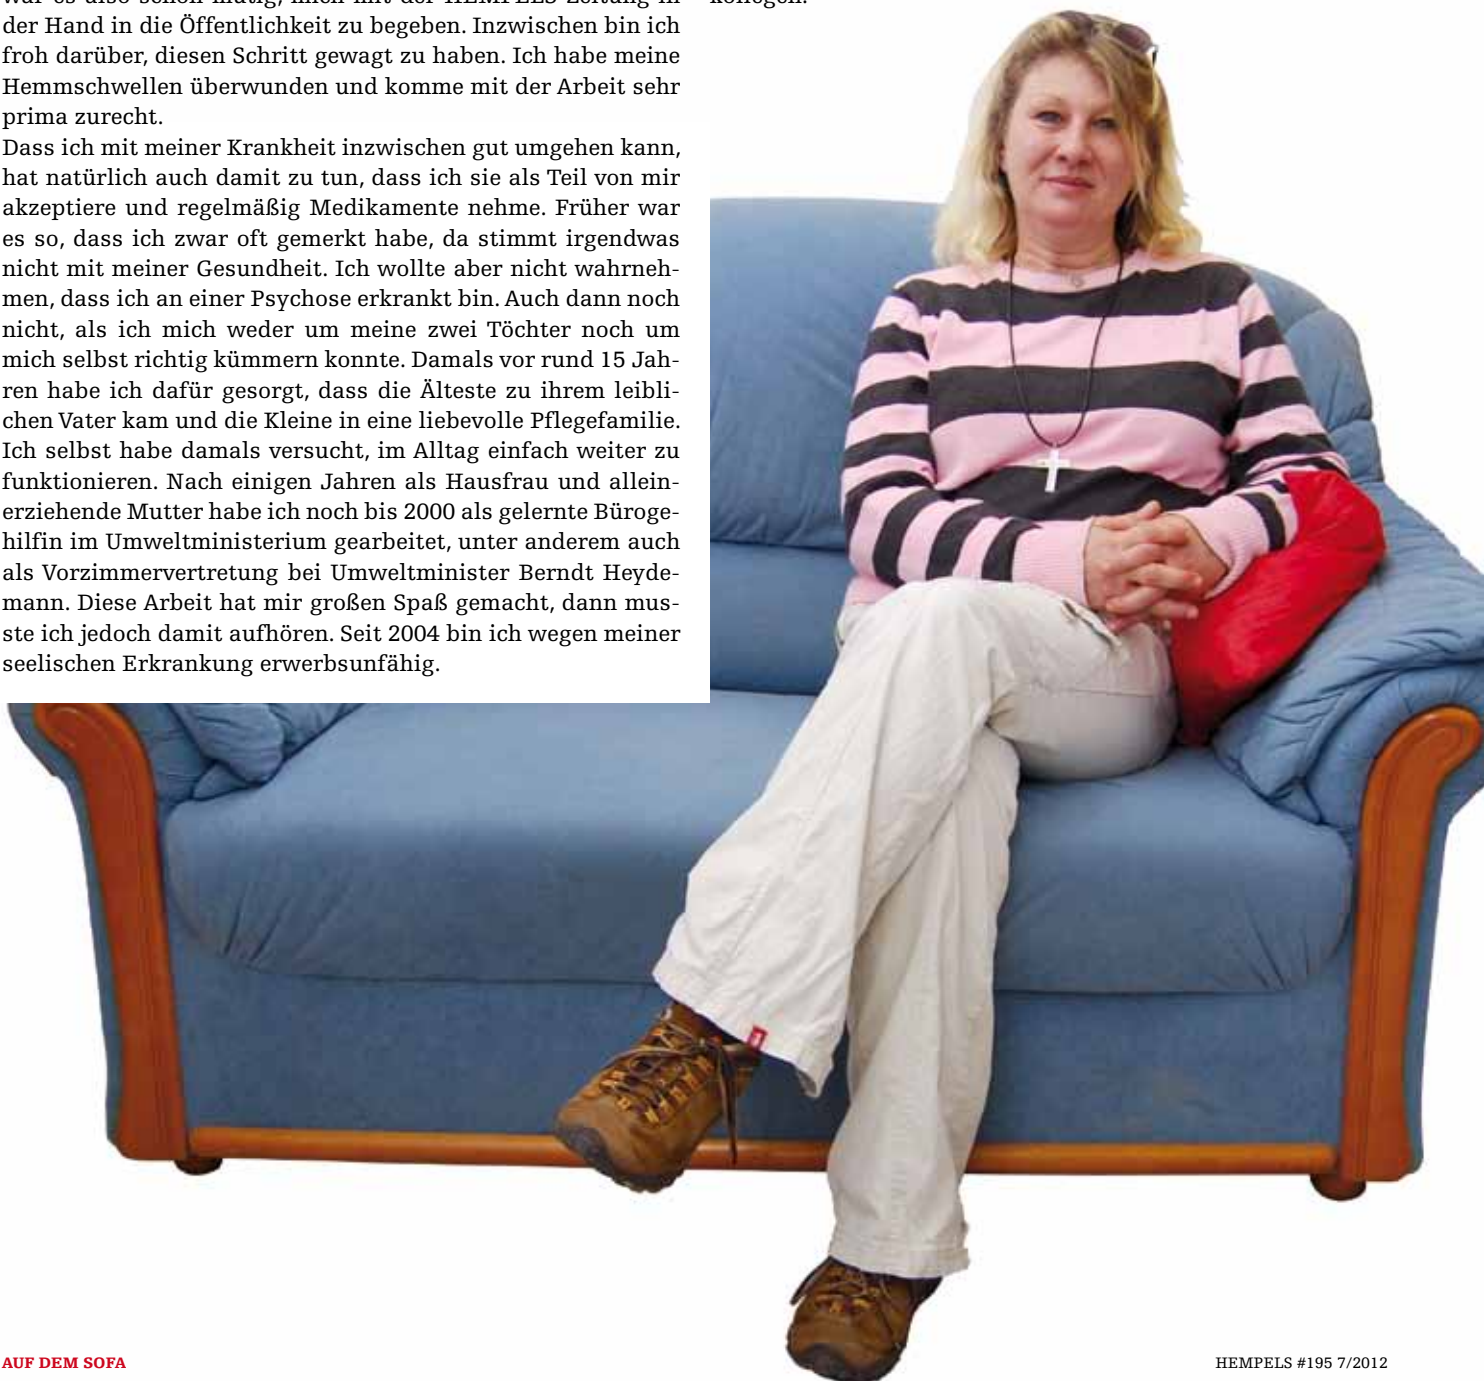 der Hand in die Öffentlichkeit zu begeben. Inzwischen bin ich
froh darüber, diesen Schritt gewagt zu haben. Ich habe meine
Hemmschwellen überwunden und komme mit der Arbeit sehr
prima zurecht.
Dass ich mit meiner Krankheit inzwischen gut umgehen kann,
hat natürlich auch damit zu tun, dass ich sie als Teil von mir
akzeptiere und regelmäßig Medikamente nehme. Früher war
es so, dass ich zwar oft gemerkt habe, da stimmt irgendwas
nicht mit meiner Gesundheit. Ich wollte aber nicht wahrneh-
men, dass ich an einer Psychose erkrankt bin. Auch dann noch
nicht, als ich mich weder um meine zwei Töchter noch um
mich selbst richtig kümmern konnte. Damals vor rund 15 Jah-
ren habe ich dafür gesorgt, dass die Älteste zu ihrem leibli-
chen Vater kam und die Kleine in eine liebevolle Pflegefamilie.
Ich selbst habe damals versucht, im Alltag einfach weiter zu
funktionieren. Nach einigen Jahren als Hausfrau und allein-
erziehende Mutter habe ich noch bis 2000 als gelernte Büroge-
hilfin im Umweltministerium gearbeitet, unter anderem auch
als Vorzimmervertretung bei Umweltminister Berndt Heyde-
mann. Diese Arbeit hat mir großen Spaß gemacht, dann mus-
ste ich jedoch damit aufhören. Seit 2004 bin ich wegen meiner
seelischen Erkrankung erwerbsunfähig.
AUF DEM SOFA
HEMPELS #195 7/2012